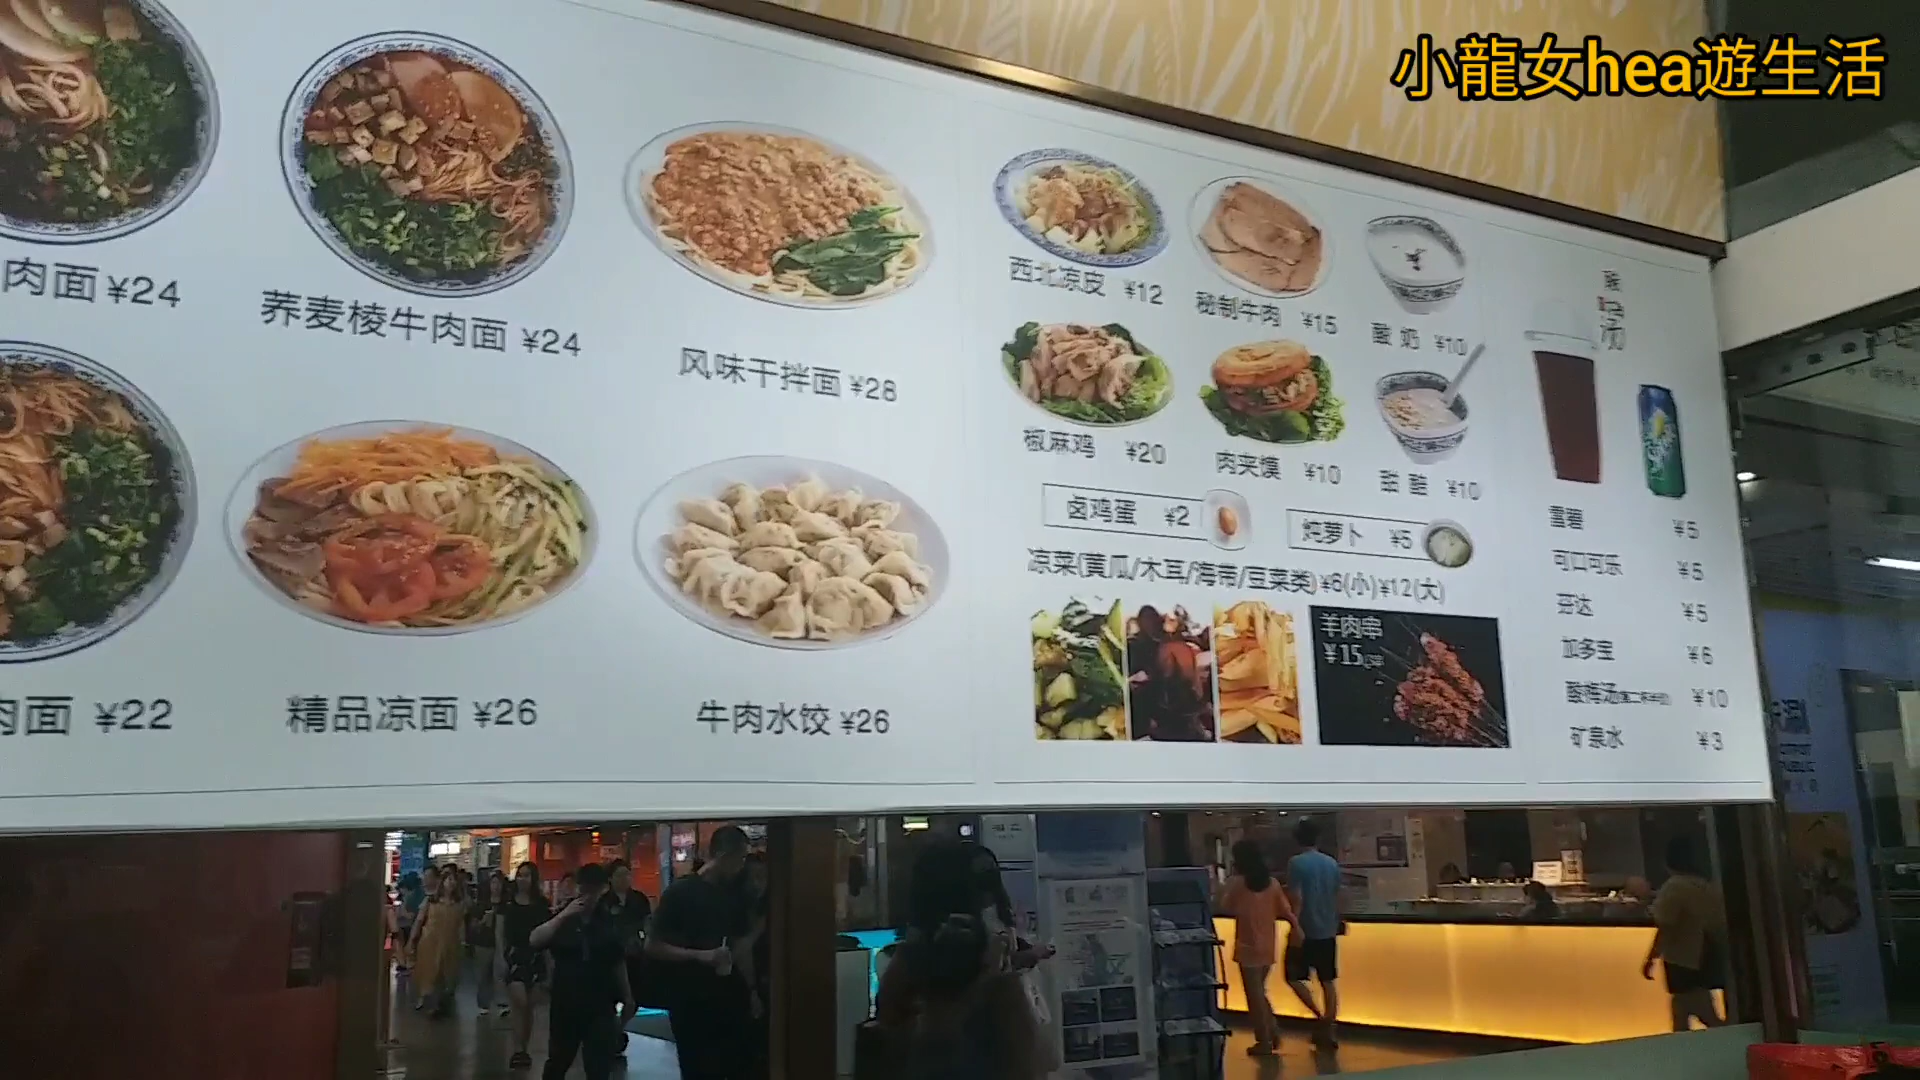 小龍女hea遊生活
肉面 ¥24
荞麦棱牛肉面 ¥24
风味干拌面 ¥28
肉面 ¥22
精品凉面 ¥26
牛肉水饺 ¥26
西北凉皮 ¥12
秘制牛肉 ¥15
酸奶 ¥10
椒麻鸡 ¥20
肉夹馍 ¥10
甜醅 ¥10
卤鸡蛋 ¥2
炖萝卜 ¥5
凉菜(黄瓜/木耳/海带/豆菜类)¥6(小)¥12(大)
羊肉串
¥15
酸
梅
汤
雪碧 ¥5
可口可乐 ¥5
芬达 ¥5
加多宝 ¥6
酸梅汤 ¥10
矿泉水 ¥3